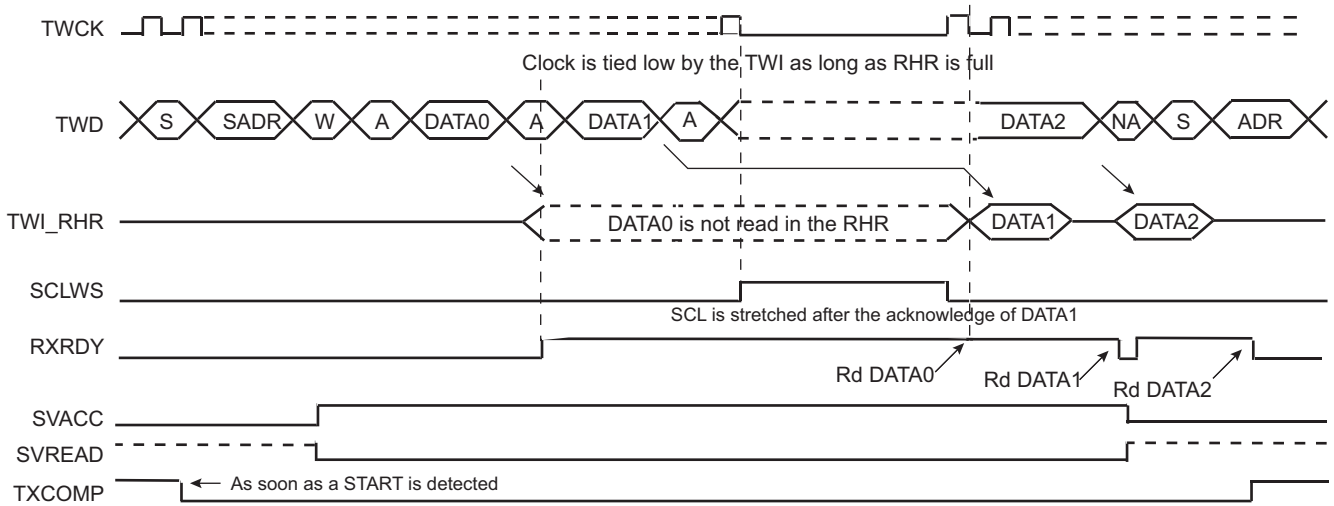 TWCK
Clock is tied low by the TWI as long as RHR is full
TWD S SADR W A DATA0 A DATA1 A DATA2 NA S ADR
TWI_RHR DATA0 is not read in the RHR DATA1 DATA2
SCLWS
SCL is stretched after the acknowledge of DATA1
RXRDY
Rd DATA0 Rd DATA1 Rd DATA2
SVACC
SVREAD
TXCOMP As soon as a START is detected